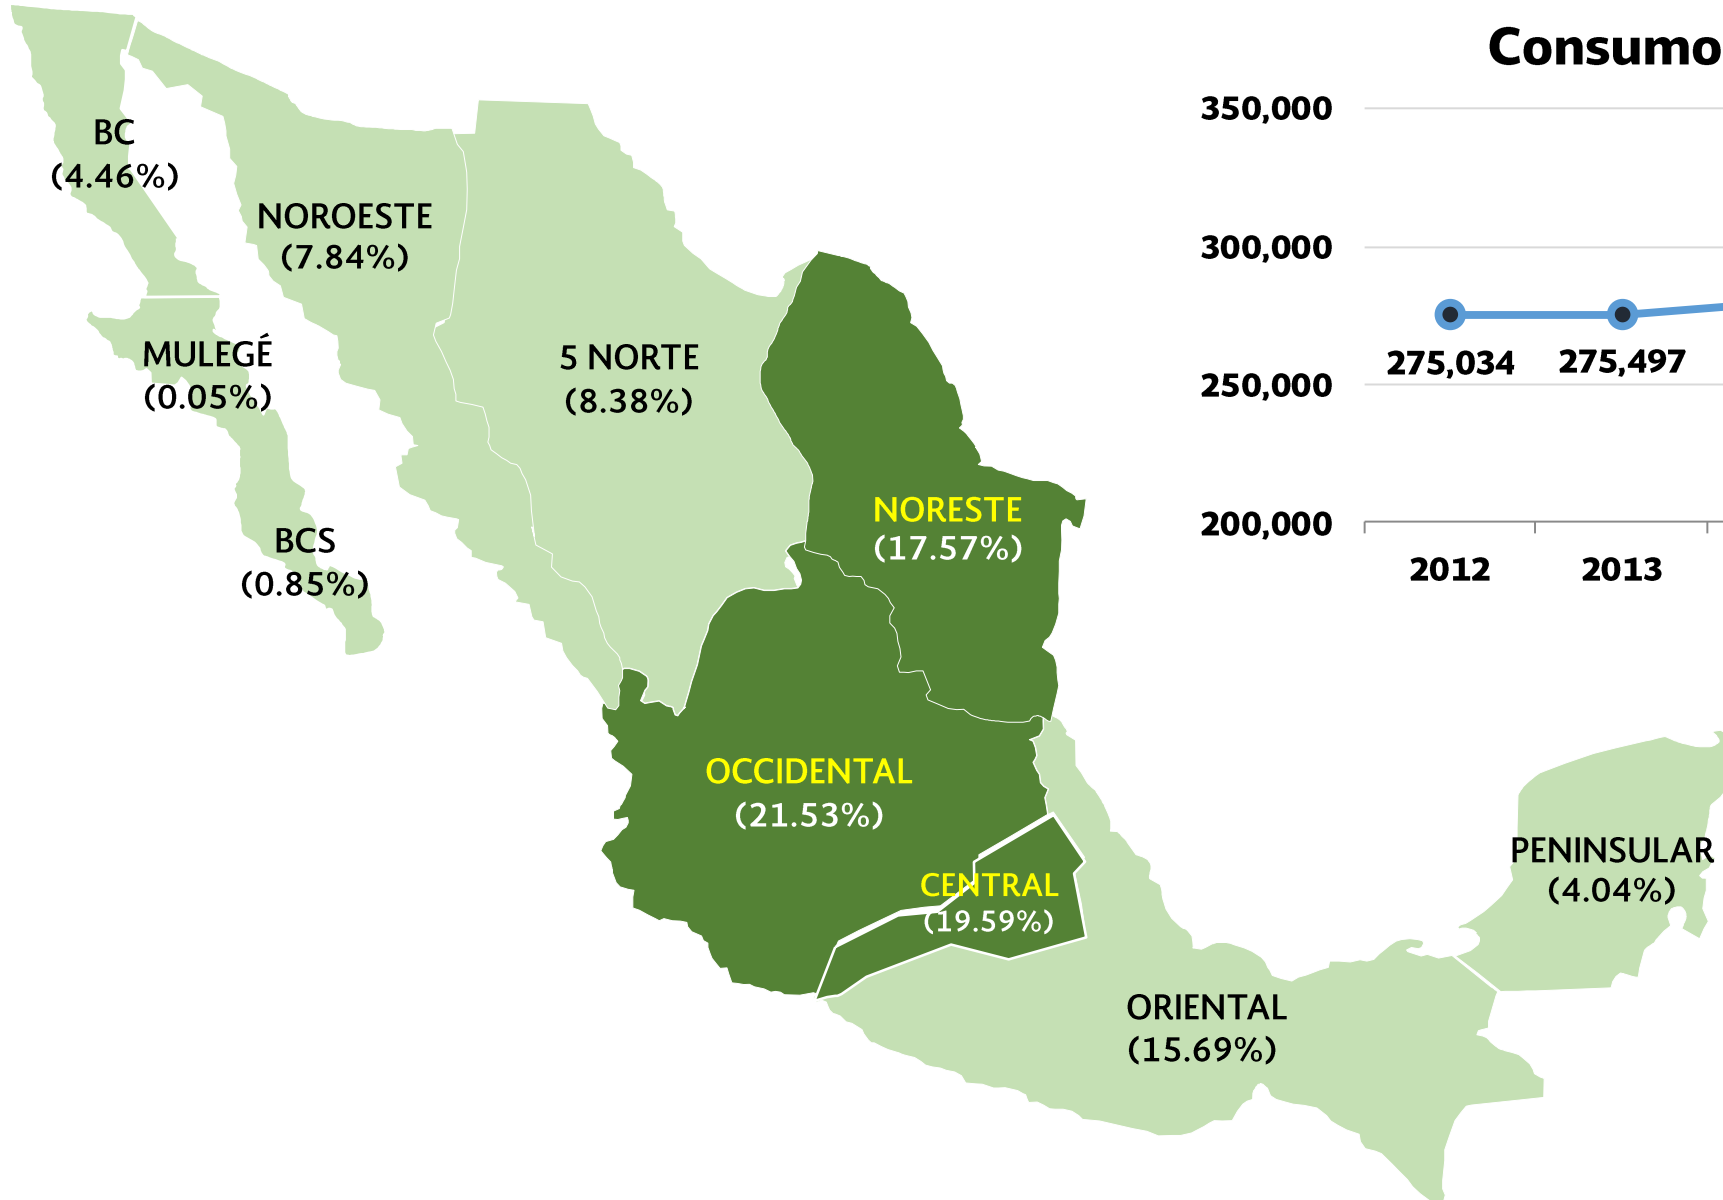 BC
(4.46%)
NOROESTE
(7.84%)
MULEGÉ
(0.05%)
5 NORTE
(8.38%)
BCS
(0.85%)
NORESTE
(17.57%)
OCCIDENTAL
(21.53%)
CENTRAL
(19.59%)
ORIENTAL
(15.69%)
PENINSULAR
(4.04%)
Consumo
350,000
300,000
250,000
200,000
275,034
275,497
2012
2013